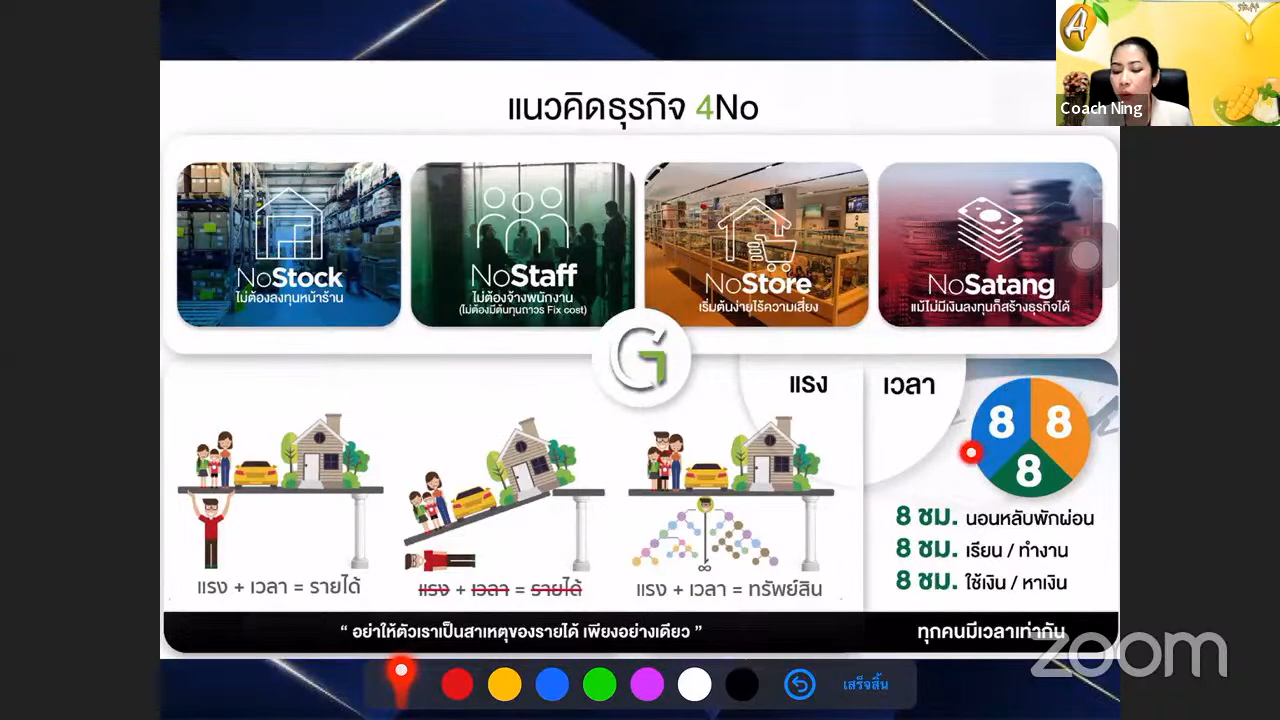 แนวคิดธุรกิจ 4No
Coach Ning
NoStock
ไม่ต้องลงทุนหน้าร้าน
NoStaff
ไม่ต้องจ้างพนักงาน
(ไม่ต้องมีต้นทุนถาวร Fix cost)
NoStore
เริ่มต้นง่ายไร้ความเสี่ยง
NoSatang
แม้ไม่มีเงินลงทุนก็สร้างธุรกิจได้
G
แรง
เวลา
8 8
8
8 ชม. นอนหลับพักผ่อน
8 ชม. เรียน / ทำงาน
8 ชม. ใช้เงิน / หาเงิน
แรง + เวลา = รายได้
แรง + เวลา = รายได้
แรง + เวลา = ทรัพย์สิน
“ อย่าให้ตัวเราเป็นสาเหตุของรายได้ เพียงอย่างเดียว ”
ทุกคนมีเวลาเท่ากัน
zoom
เสร็จสิ้น